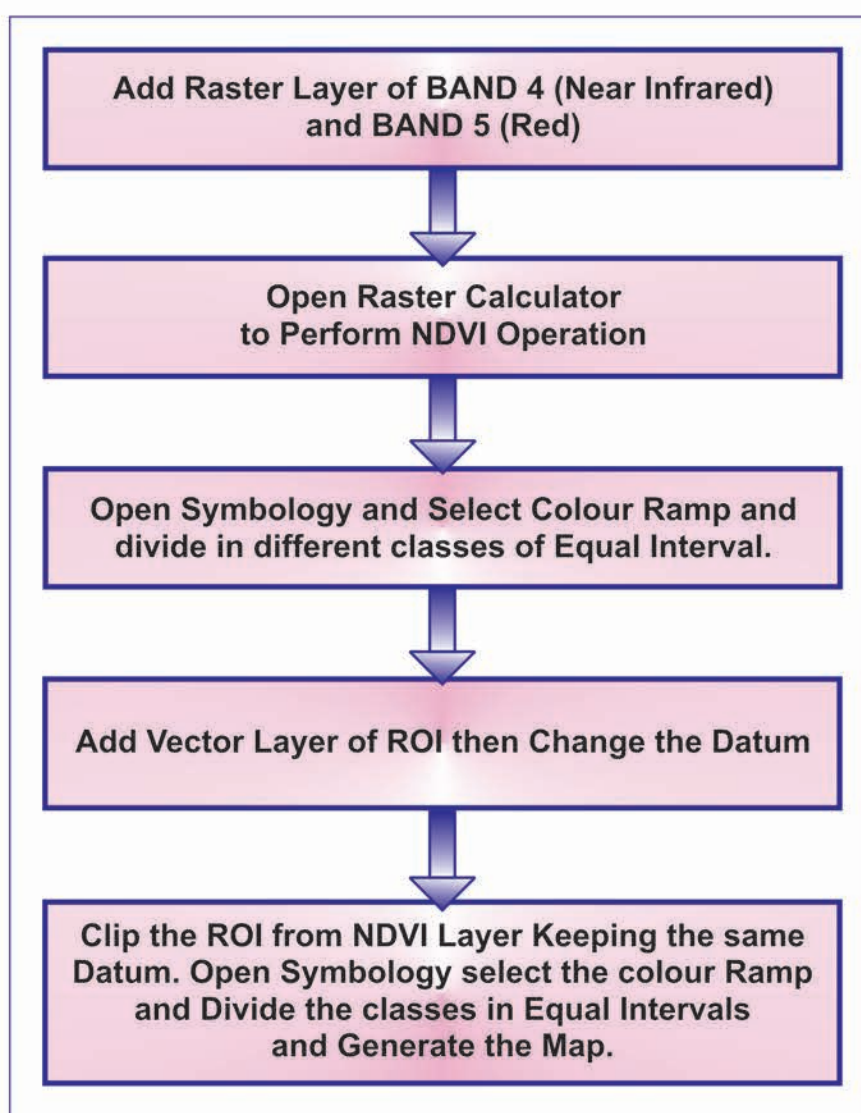 Add Raster Layer of BAND 4 (Near Infrared)
and BAND 5 (Red)
Open Raster Calculator
to Perform NDVI Operation
Open Symbology and Select Colour Ramp and
divide in different classes of Equal Interval.
Add Vector Layer of ROI then Change the Datum
Clip the ROI from NDVI Layer Keeping the same
Datum. Open Symbology select the colour Ramp
and Divide the classes in Equal Intervals
and Generate the Map.